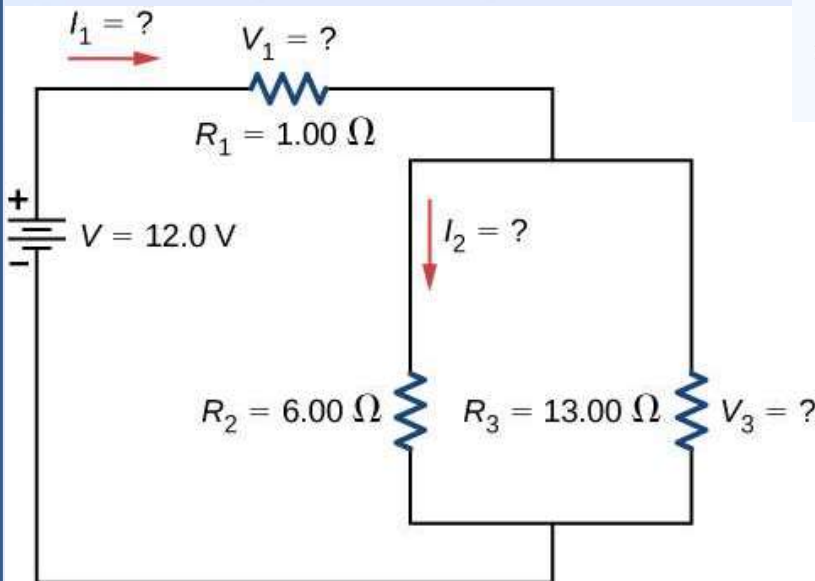 I₁ = ?
V₁ = ?
R₁ = 1.00 Ω
+
V = 12.0 V
−
I₂ = ?
R₂ = 6.00 Ω
R₃ = 13.00 Ω
V₃ = ?